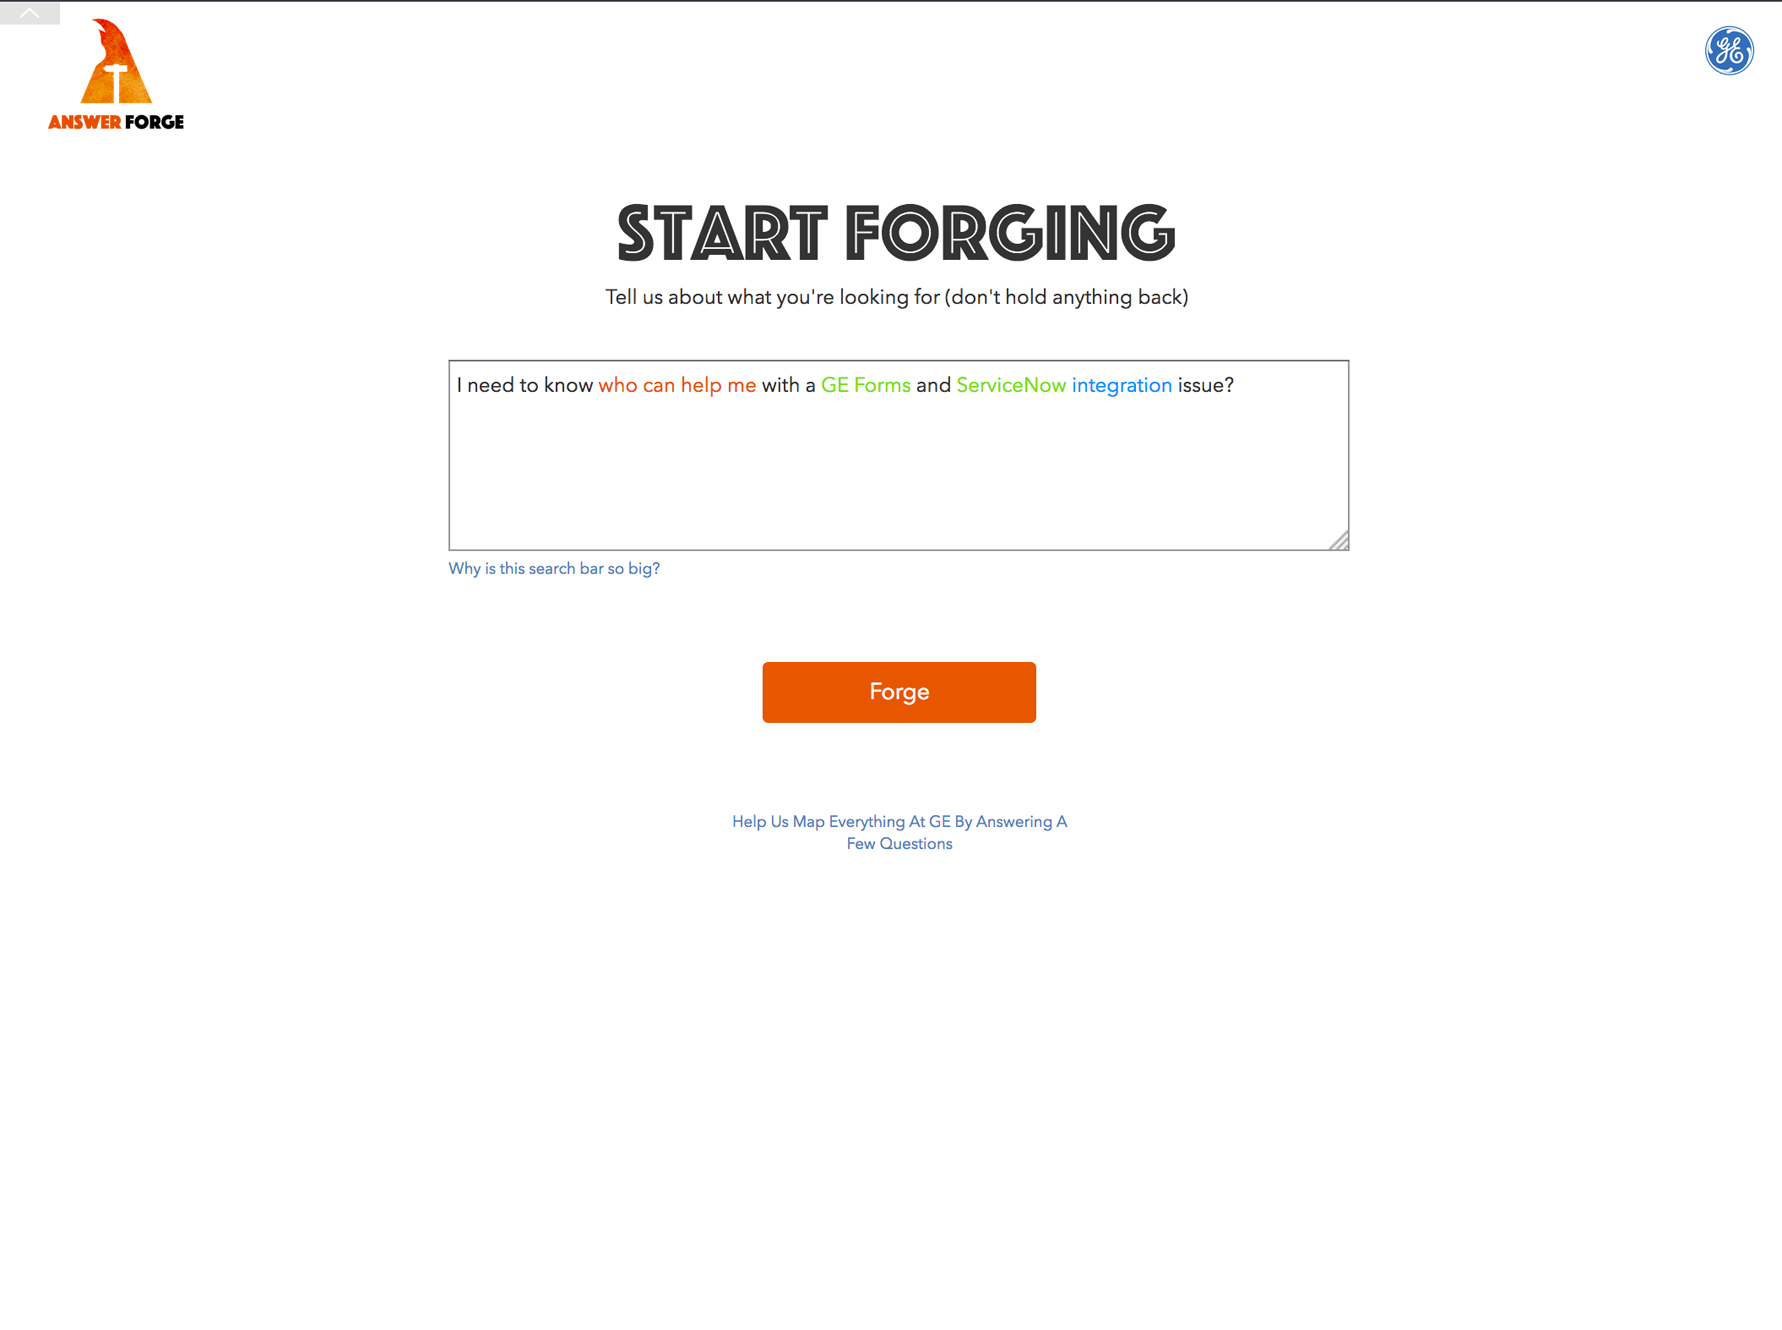 ANSWER FORGE
GE
START FORGING
Tell us about what you're looking for (don't hold anything back)
I need to know who can help me with a GE Forms and ServiceNow integration issue?
Why is this search bar so big?
Forge
Help Us Map Everything At GE By Answering A
Few Questions